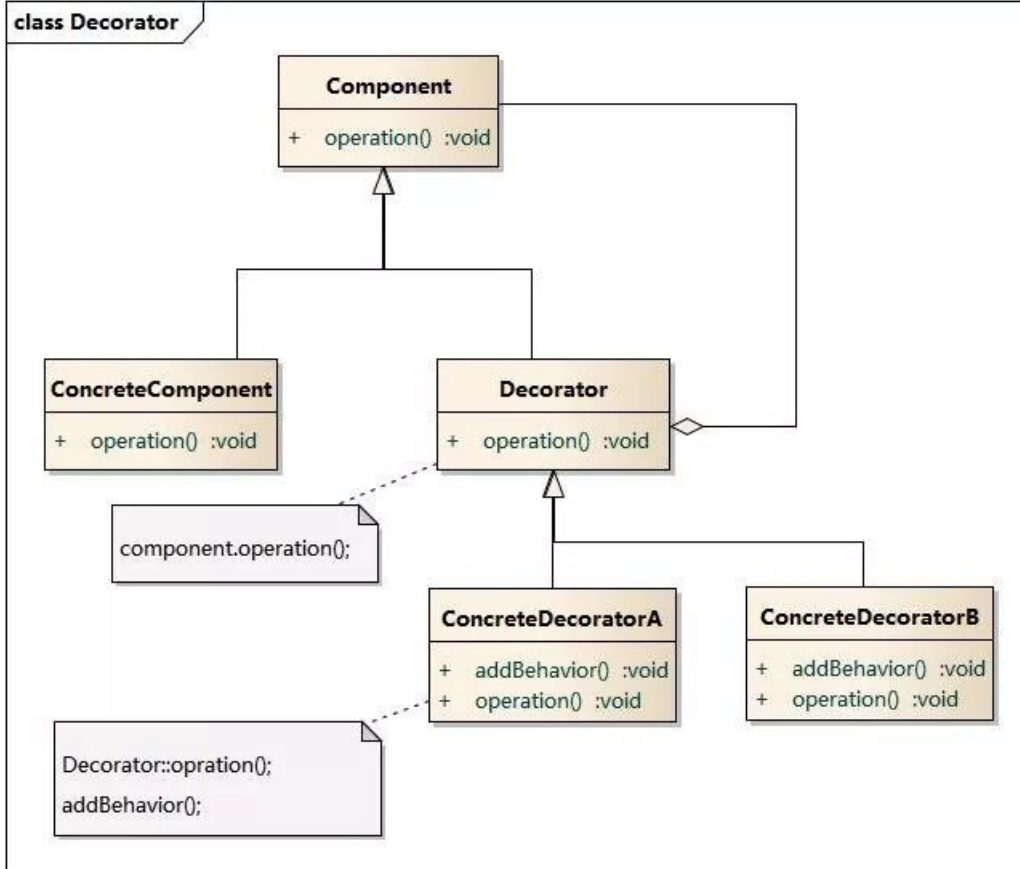 class Decorator
Component
+ operation() :void
ConcreteComponent
+ operation() :void
Decorator
+ operation() :void
component.operation();
ConcreteDecoratorA
+ addBehavior() :void
+ operation() :void
ConcreteDecoratorB
+ addBehavior() :void
+ operation() :void
Decorator::opration();
addBehavior();